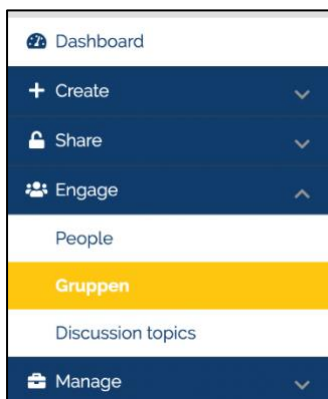 Dashboard
Create
Share
Engage
People
Gruppen
Discussion topics
Manage